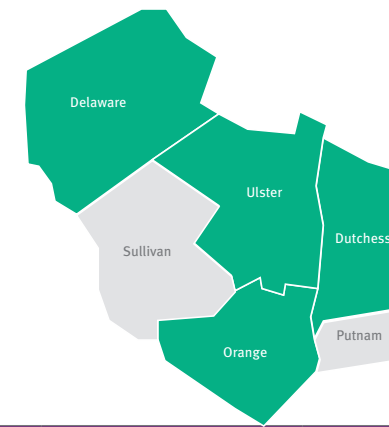 Delaware
Ulster
Dutchess
Sullivan
Putnam
Orange